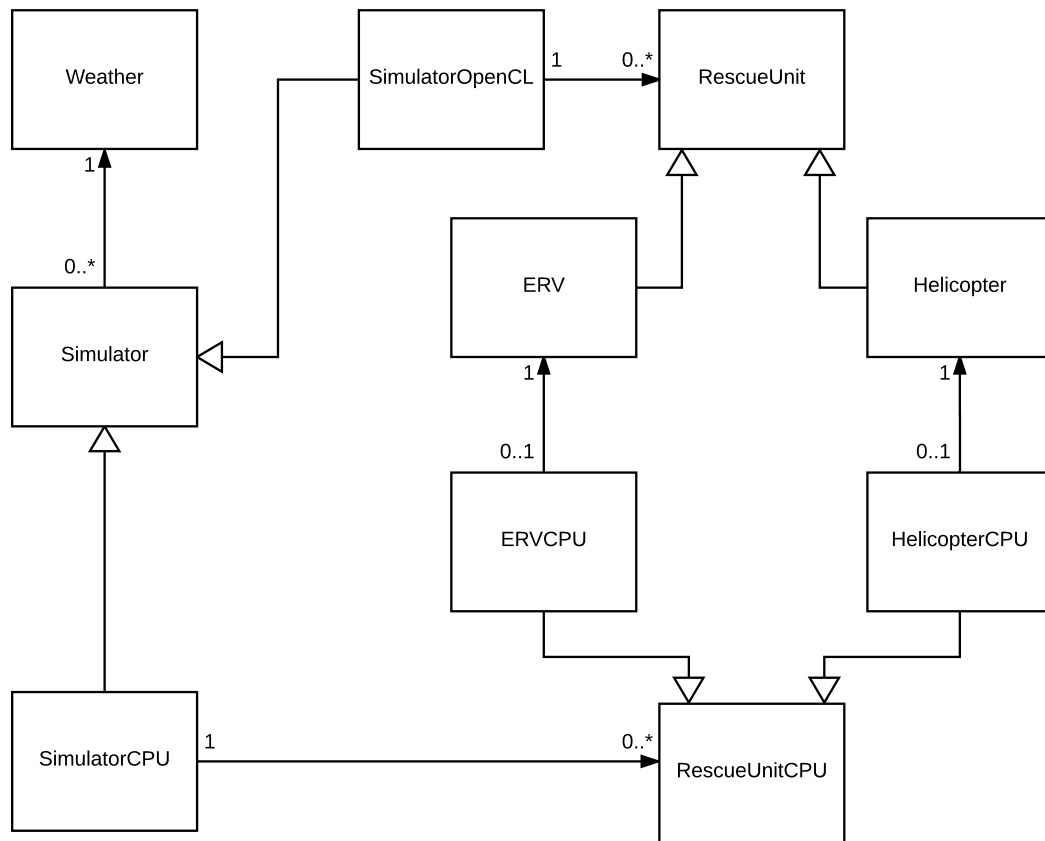 Weather
SimulatorOpenCL
1
0..*
RescueUnit
1
0..*
Simulator
ERV
Helicopter
1
0..1
1
0..1
ERVCPU
HelicopterCPU
SimulatorCPU
1
0..*
RescueUnitCPU